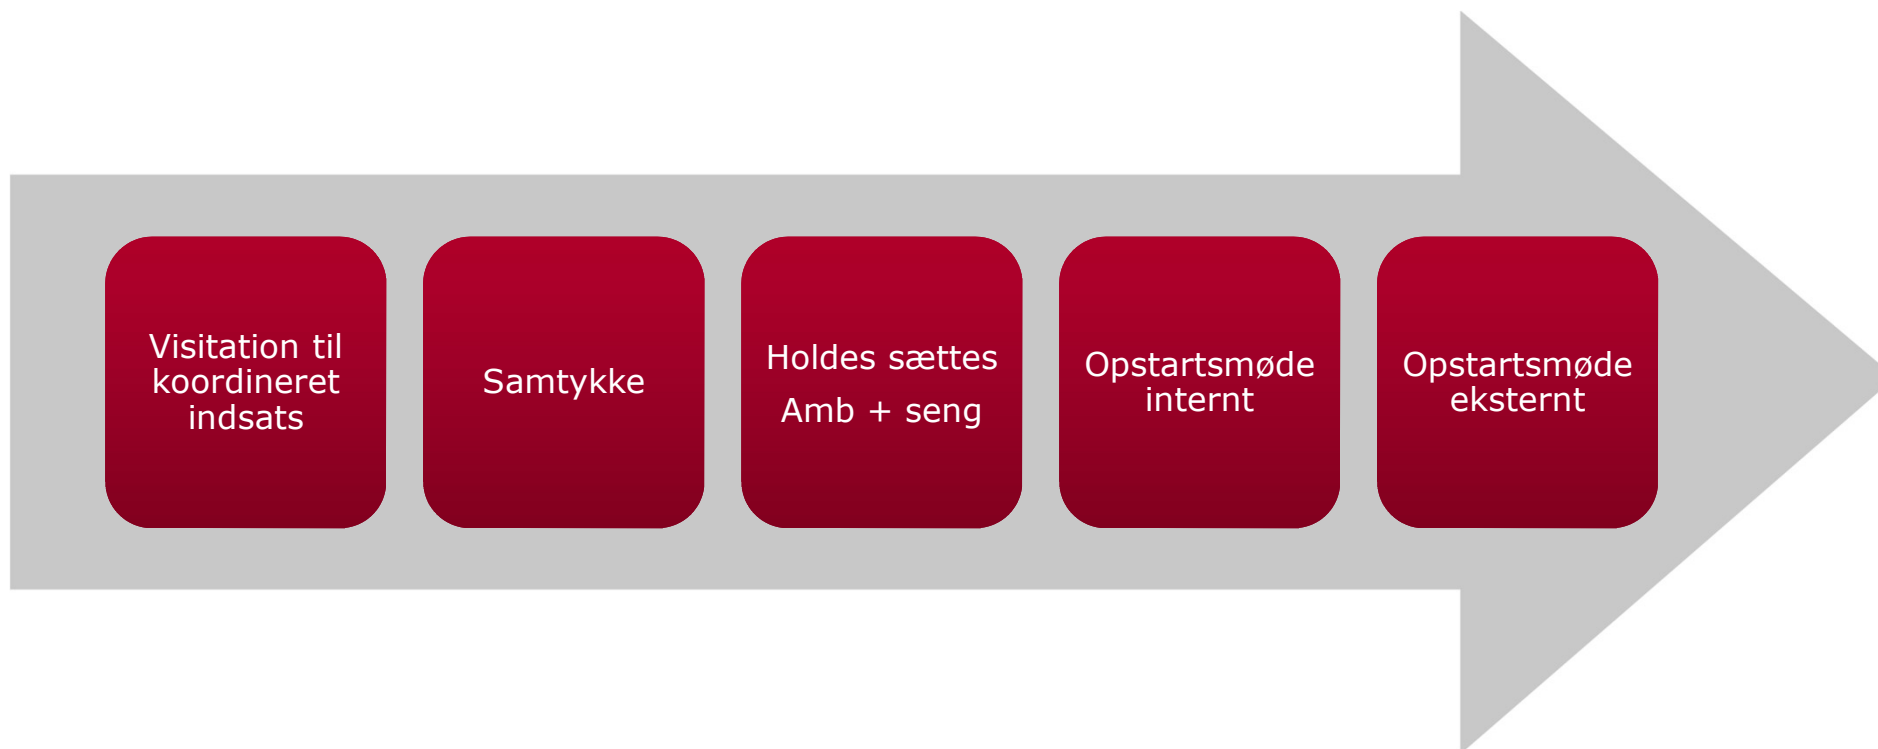 Visitation til
koordineret
indsats
Samtykke
Holdes sættes
Amb + seng
Opstartsmøde
internt
Opstartsmøde
eksternt